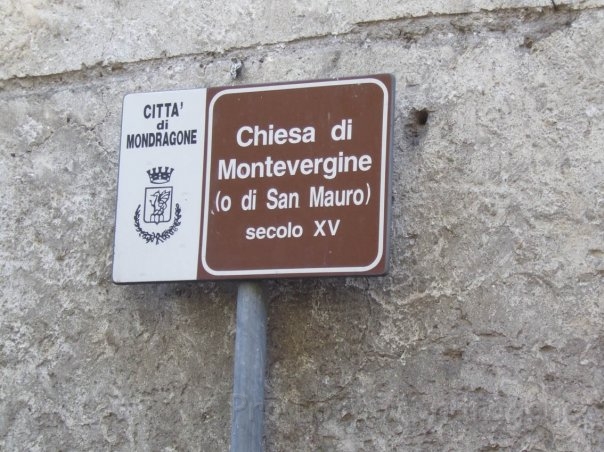 CITTA'
di
MONDRAGONE
Chiesa di
Montevergine
(o di San Mauro)
secolo XV